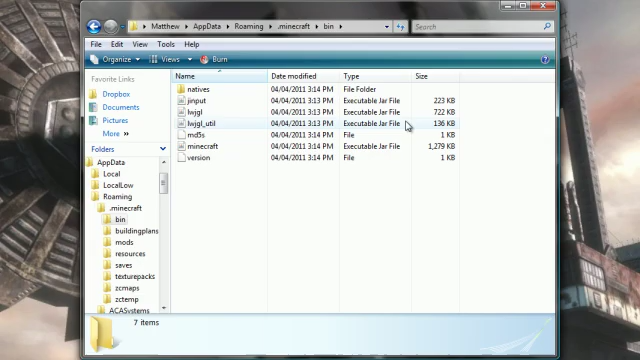 Matthew ▸ AppData ▸ Roaming ▸ .minecraft ▸ bin ▸
Search
File Edit View Tools Help
Organize Views Burn
Favorite Links
Dropbox
Documents
Pictures
More »
Folders
AppData
Local
LocalLow
Roaming
.minecraft
bin
buildingplans
mods
resources
saves
texturepacks
zcmaps
zctemp
ACASystems
Name Date modified Type Size
natives 04/04/2011 3:14 PM File Folder
jinput 04/04/2011 3:13 PM Executable Jar File 223 KB
lwjgl 04/04/2011 3:13 PM Executable Jar File 722 KB
lwjgl_util 04/04/2011 3:13 PM Executable Jar File 136 KB
md5s 04/04/2011 3:14 PM File 1 KB
minecraft 04/04/2011 3:14 PM Executable Jar File 1,279 KB
version 04/04/2011 3:14 PM File 1 KB
7 items